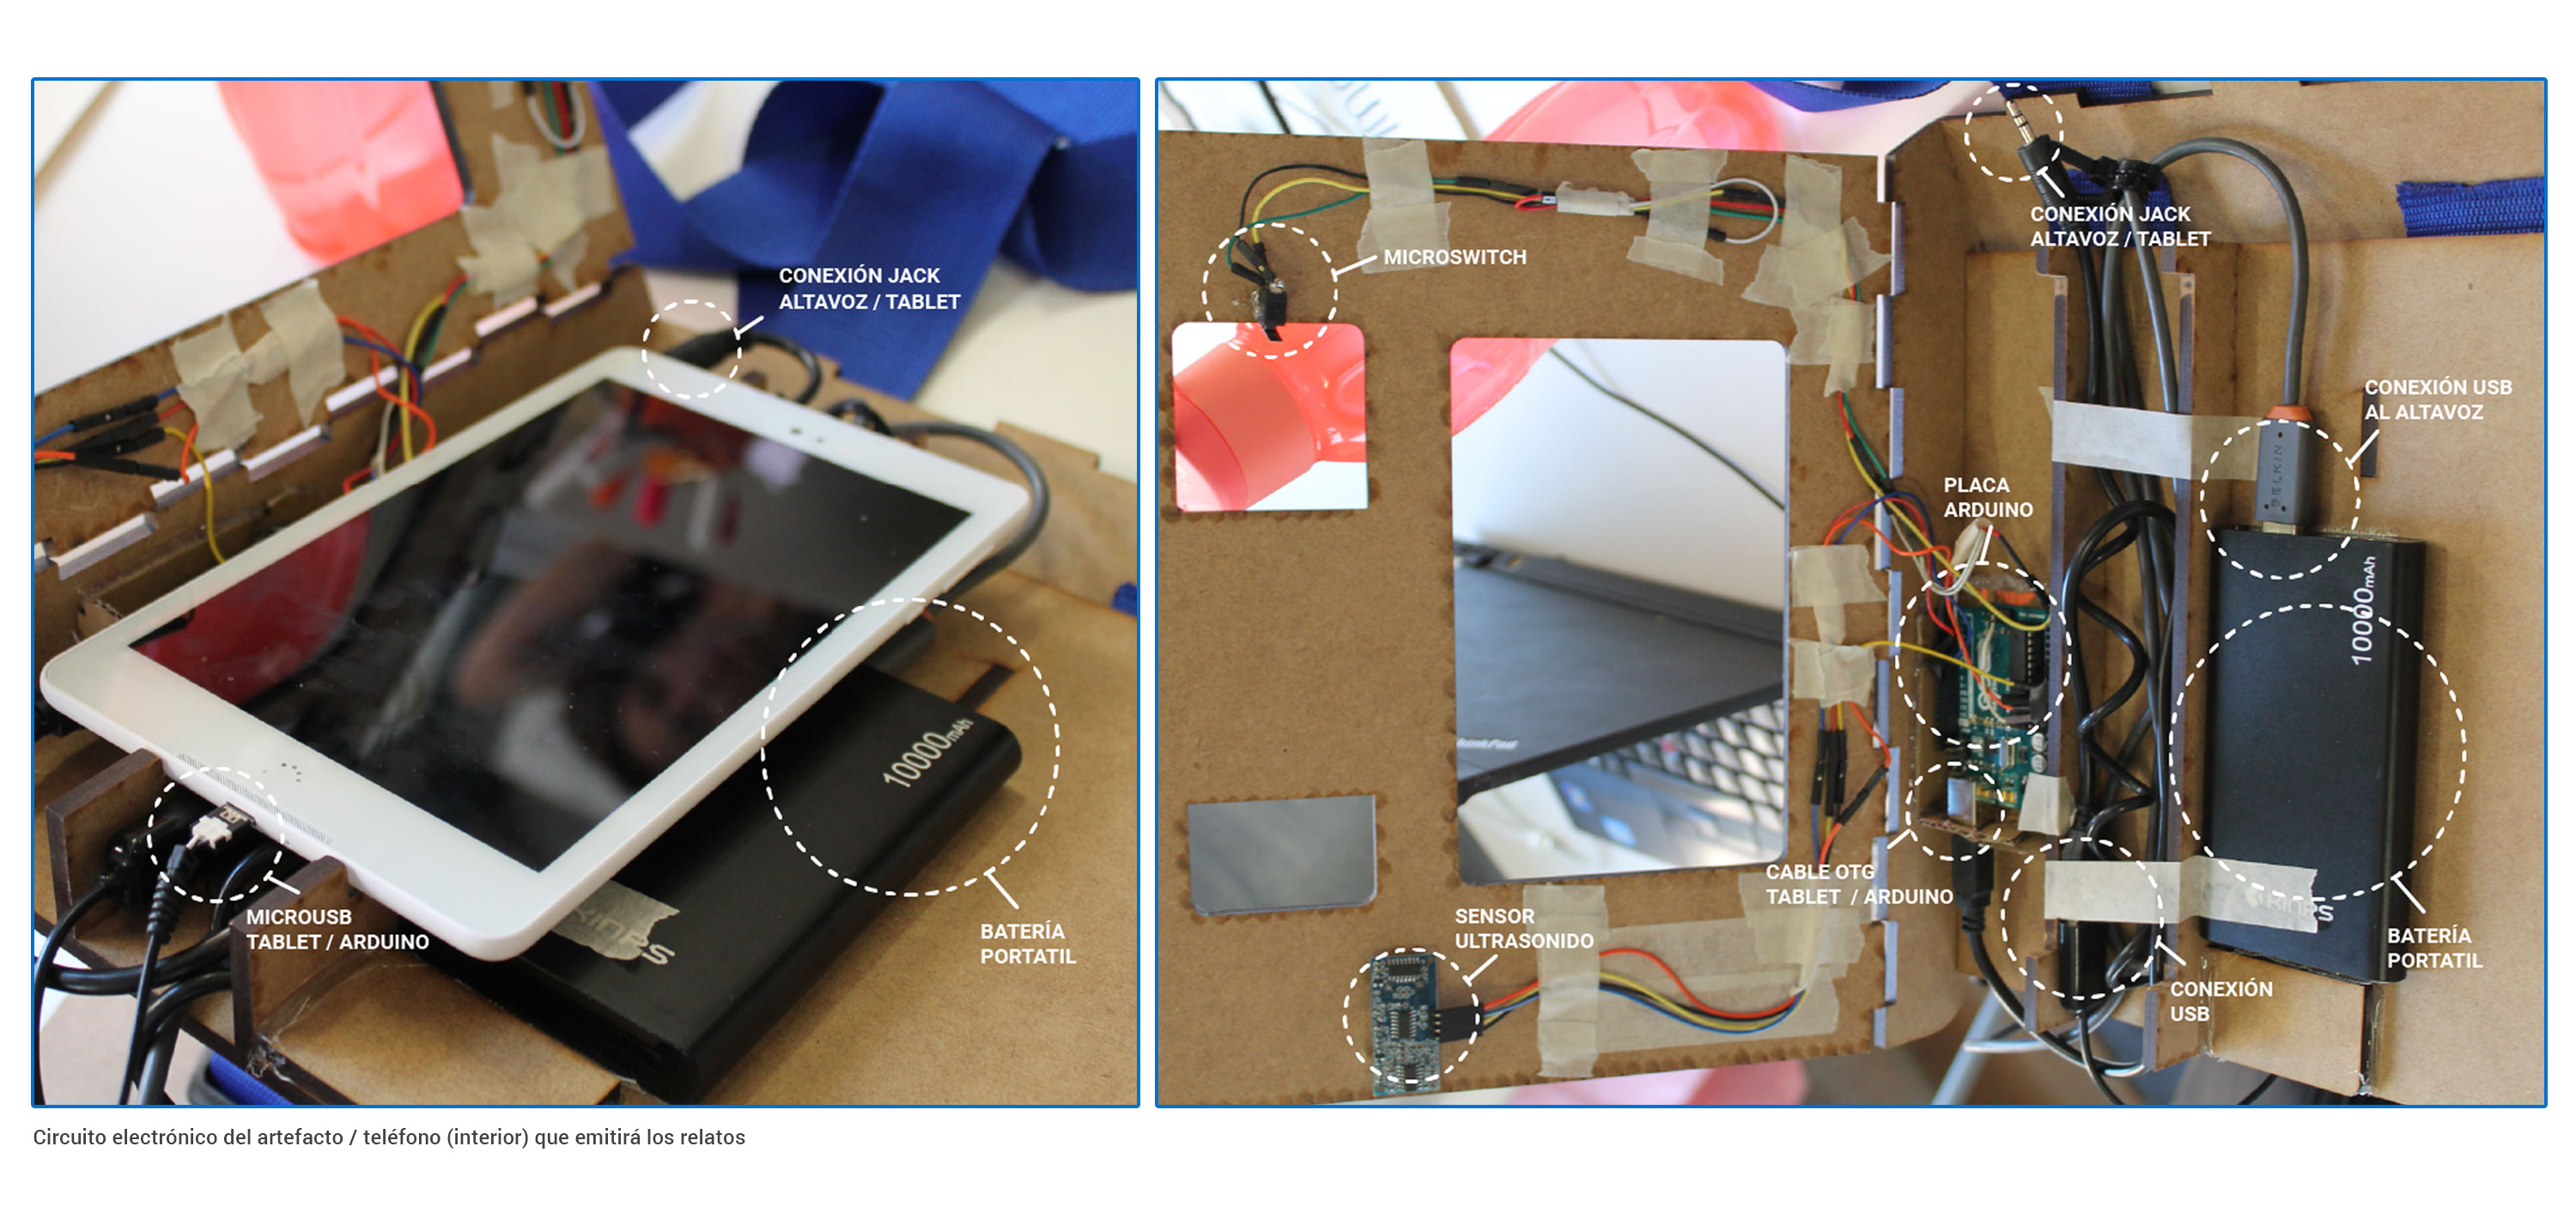 CONEXIÓN JACK
ALTAVOZ / TABLET
10000mAh
MICROUSB
TABLET / ARDUINO
BATERÍA
PORTATIL
CONEXIÓN JACK
ALTAVOZ / TABLET
MICROSWITCH
CONEXIÓN USB
AL ALTAVOZ
BELKIN
PLACA
ARDUINO
10000mAh
CABLE OTG
TABLET / ARDUINO
SENSOR
ULTRASONIDO
BATERÍA
PORTATIL
CONEXIÓN
USB
Circuito electrónico del artefacto / teléfono (interior) que emitirá los relatos